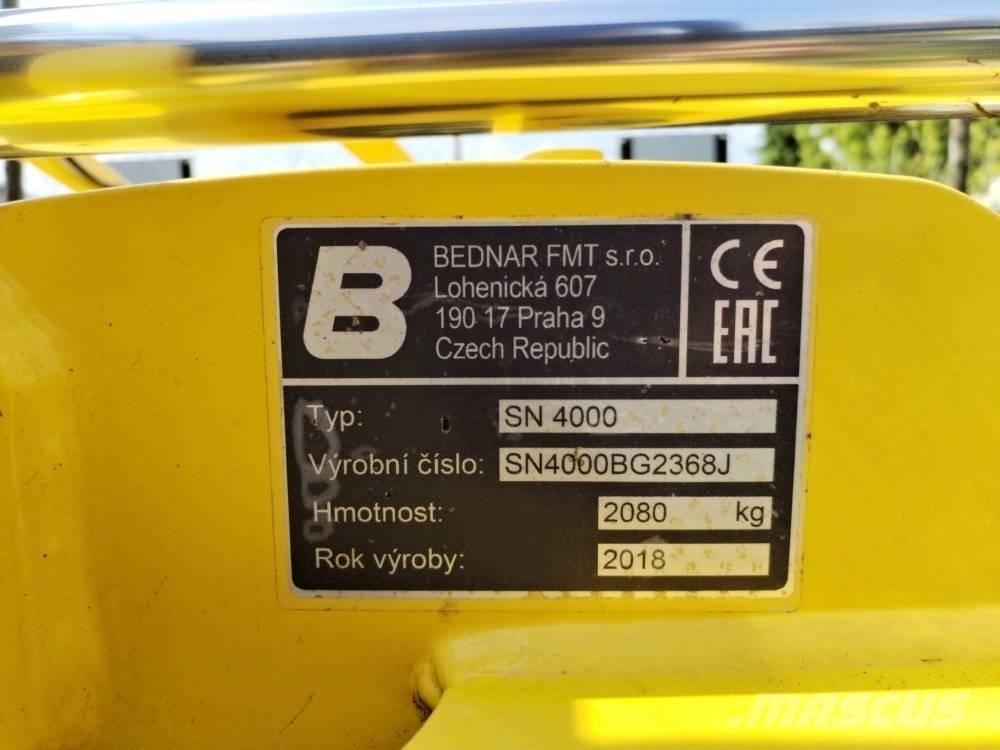 B
BEDNAR FMT s.r.o.
Lohenická 607
190 17 Praha 9
Czech Republic
CE
EAC
Typ: SN 4000
Výrobní číslo: SN4000BG2368J
Hmotnost: 2080 kg
Rok výroby: 2018
MASCUS